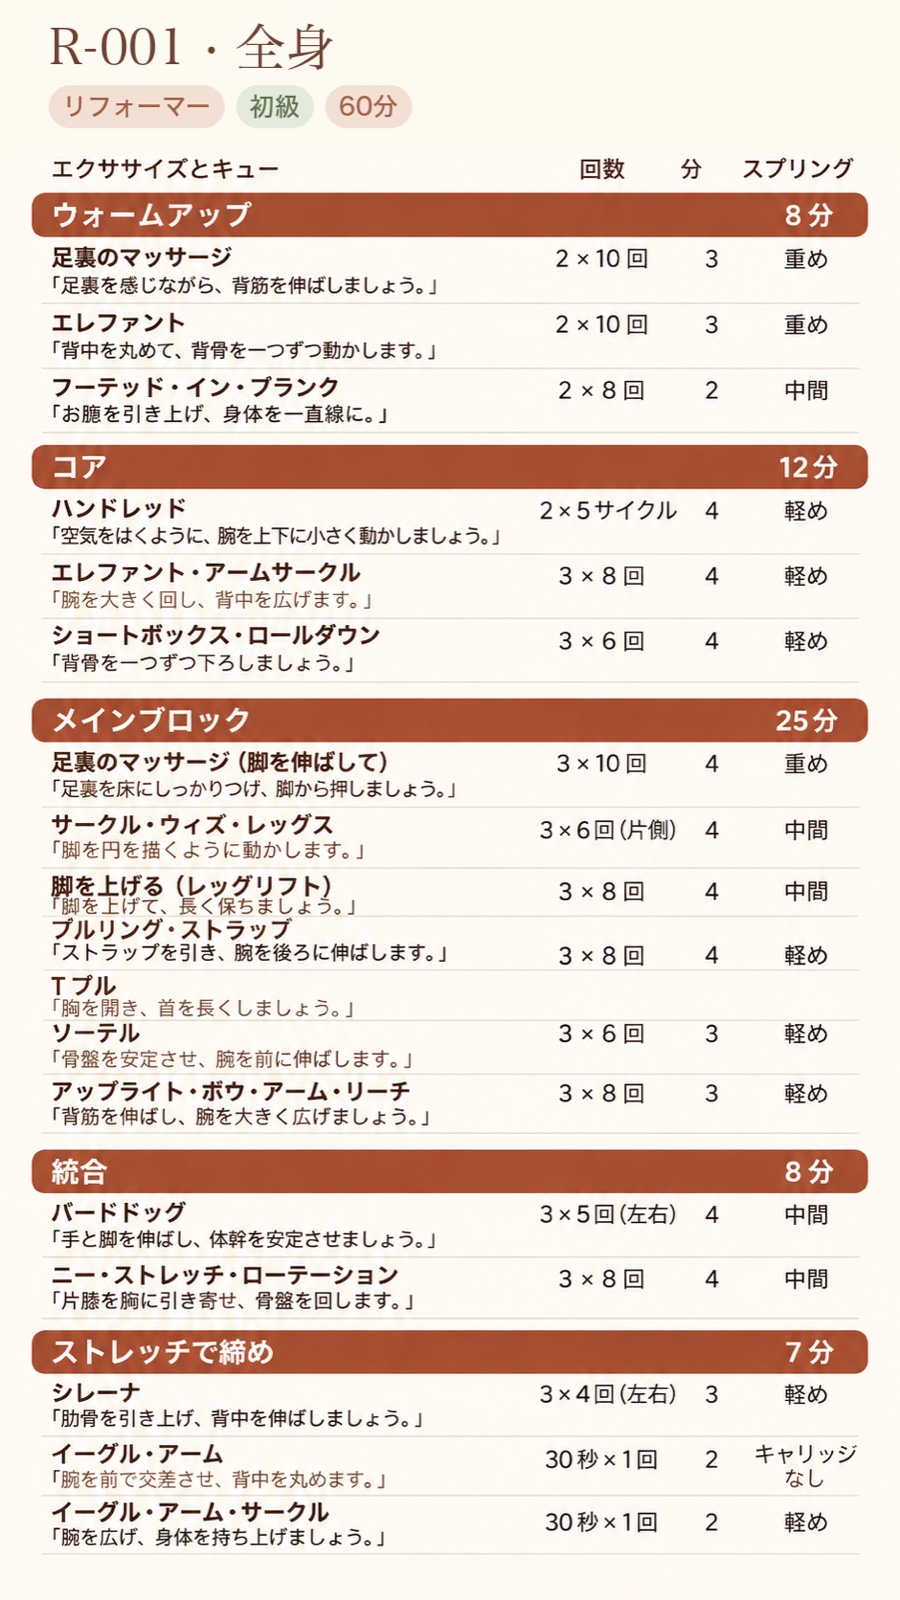 R-001・全身
リフォーマー 初級 60分
エクササイズとキュー 回数 分 スプリング
ウォームアップ 8分
足裏のマッサージ 2×10回 3 重め
「足裏を感じながら、背筋を伸ばしましょう。」
エレファント 2×10回 3 重め
「背中を丸めて、背骨を一つずつ動かします。」
フーテッド・イン・プランク 2×8回 2 中間
「お臆を引き上げ、身体を一直線に。」
コア 12分
ハンドレッド 2×5サイクル 4 軽め
「空気をはくように、腕を上下に小さく動かしましょう。」
エレファント・アームサークル 3×8回 4 軽め
「腕を大きく回し、背中を広げます。」
ショートボックス・ロールダウン 3×6回 4 軽め
「背骨を一つずつ下ろしましょう。」
メインブロック 25分
足裏のマッサージ（脚を伸ばして） 3×10回 4 重め
「足裏を床にしっかりつげ、脚から押しましょう。」
サークル・ウィズ・レッグス 3×6回（片側） 4 中間
「脚を円を描くように動かします。」
脚を上げる（レッグリフト） 3×8回 4 中間
「脚を上げて、長く保ちましょう。」
プルリング・ストラップ
「ストラップを引き、腕を後ろに伸ばします。」 3×8回 4 軽め
Tプル
「胸を開き、首を長くしましょう。」
ソーテル 3×6回 3 軽め
「骨盤を安定させ、腕を前に伸ばします。」
アップライト・ボウ・アーム・リーチ 3×8回 3 軽め
「背筋を伸ばし、腕を大きく広げましょう。」
統合 8分
バードドッグ 3×5回（左右） 4 中間
「手と脚を伸ばし、体幹を安定させましょう。」
ニー・ストレッチ・ローテーション 3×8回 4 中間
「片膝を胸に引き寄せ、骨盤を回します。」
ストレッチで締め 7分
シレーナ 3×4回（左右） 3 軽め
「肋骨を引き上げ、背中を伸ばしましょう。」
イーグル・アーム 30秒×1回 2 キャリッジなし
「腕を前で交差させ、背中を丸めます。」
イーグル・アーム・サークル 30秒×1回 2 軽め
「腕を広げ、身体を持ち上げましょう。」